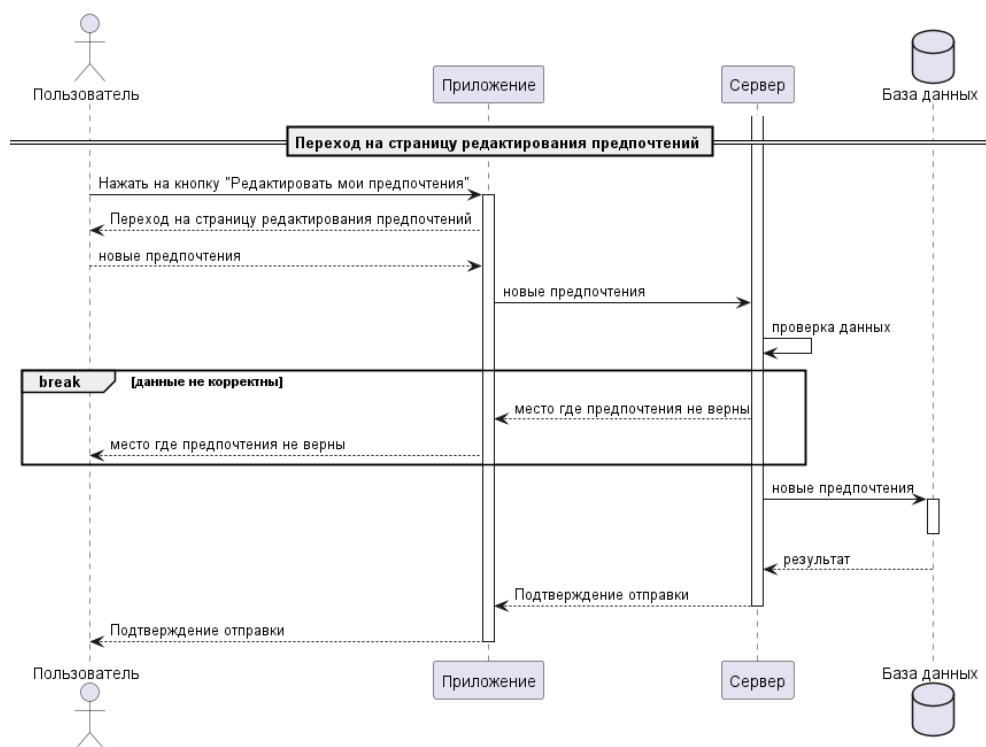 Пользователь
Приложение
Сервер
База данных
Переход на страницу редактирования предпочтений
Нажать на кнопку "Редактировать мои предпочтения"
Переход на страницу редактирования предпочтений
новые предпочтения
новые предпочтения
проверка данных
break [данные не корректны]
место где предпочтения не верны
место где предпочтения не верны
новые предпочтения
результат
Подтверждение отправки
Подтверждение отправки
Пользователь
Приложение
Сервер
База данных